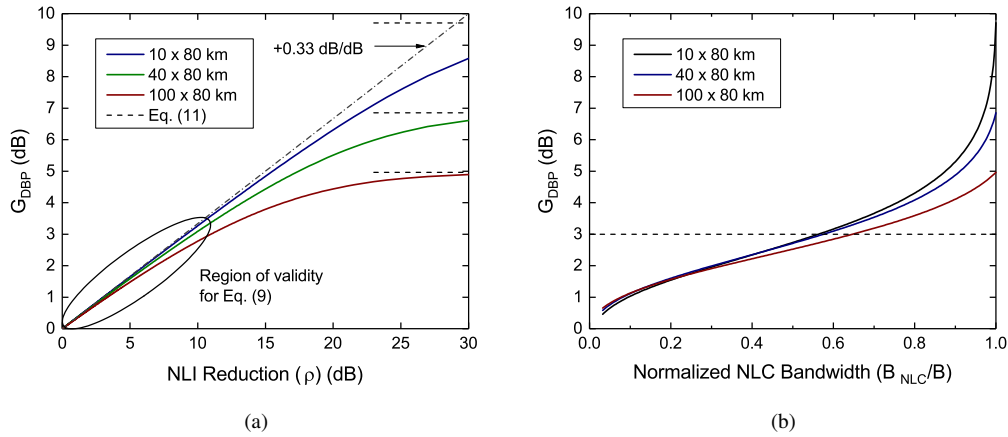 10
9
8
7
6
5
4
3
2
1
0
G_DBP (dB)
10 x 80 km
40 x 80 km
100 x 80 km
Eq. (11)
+0.33 dB/dB
Region of validity
for Eq. (9)
0 5 10 15 20 25 30
NLI Reduction (ρ) (dB)
(a)
10
9
8
7
6
5
4
3
2
1
0
G_DBP (dB)
10 x 80 km
40 x 80 km
100 x 80 km
0.0 0.2 0.4 0.6 0.8 1.0
Normalized NLC Bandwidth (B_NLC/B)
(b)